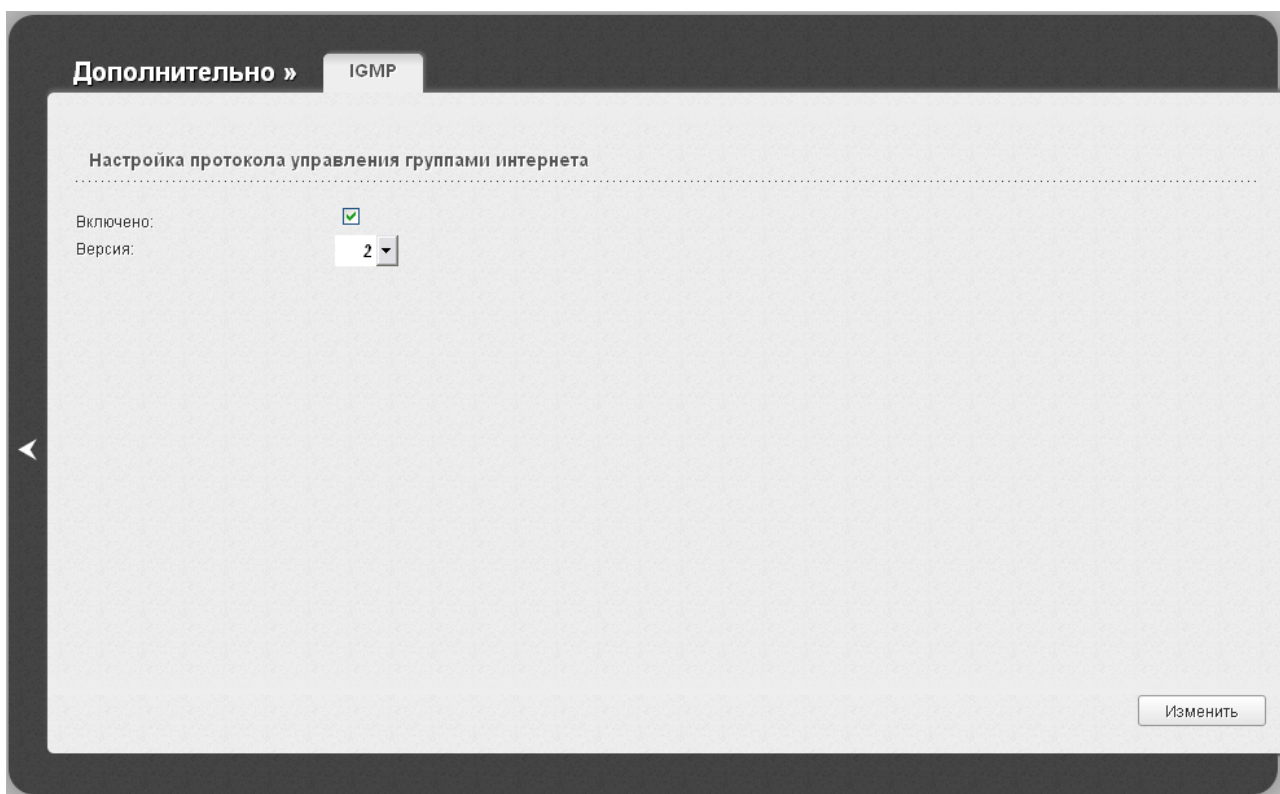 Дополнительно »
IGMP
Настройка протокола управления группами интернета
Включено:
Версия:
2
Изменить